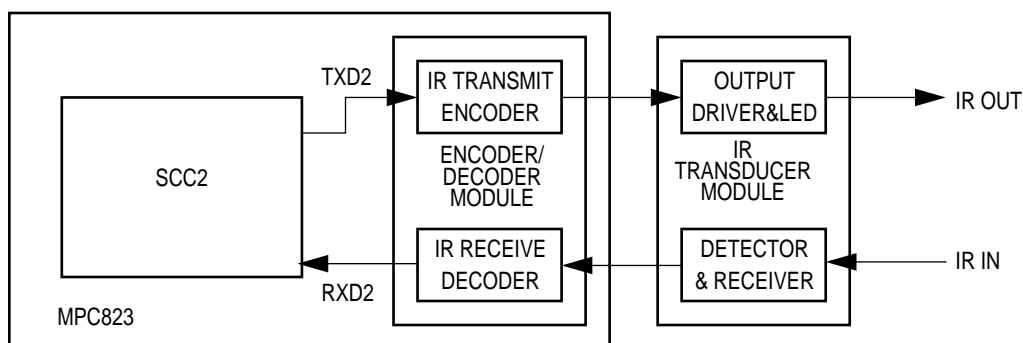 TXD2
IR TRANSMIT
ENCODER
OUTPUT
DRIVER&LED
IR OUT
SCC2
ENCODER/
DECODER
MODULE
IR
TRANSDUCER
MODULE
IR RECEIVE
DECODER
DETECTOR
& RECEIVER
IR IN
RXD2
MPC823